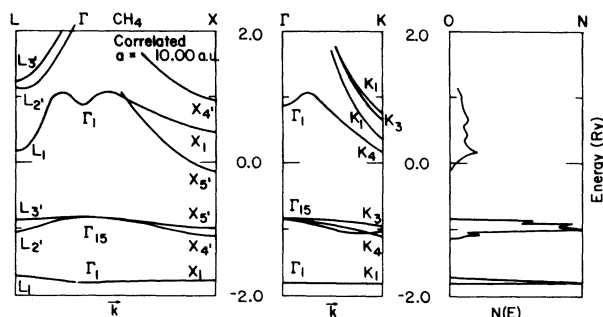 L Γ CH4 X
Correlated
a = 10.00 a.u.
L3'
L2'
Γ1
L1
X4'
X1
X5'
L3'
L2'
Γ15
X5'
X4'
L1
Γ1
X1
k
2.0
0.0
-2.0
Γ K
Γ1
K1
K3
K1
K4
Γ15
K3
K4
Γ1
K1
k
2.0
0.0
-2.0
O N
Energy (Ry)
N(E)